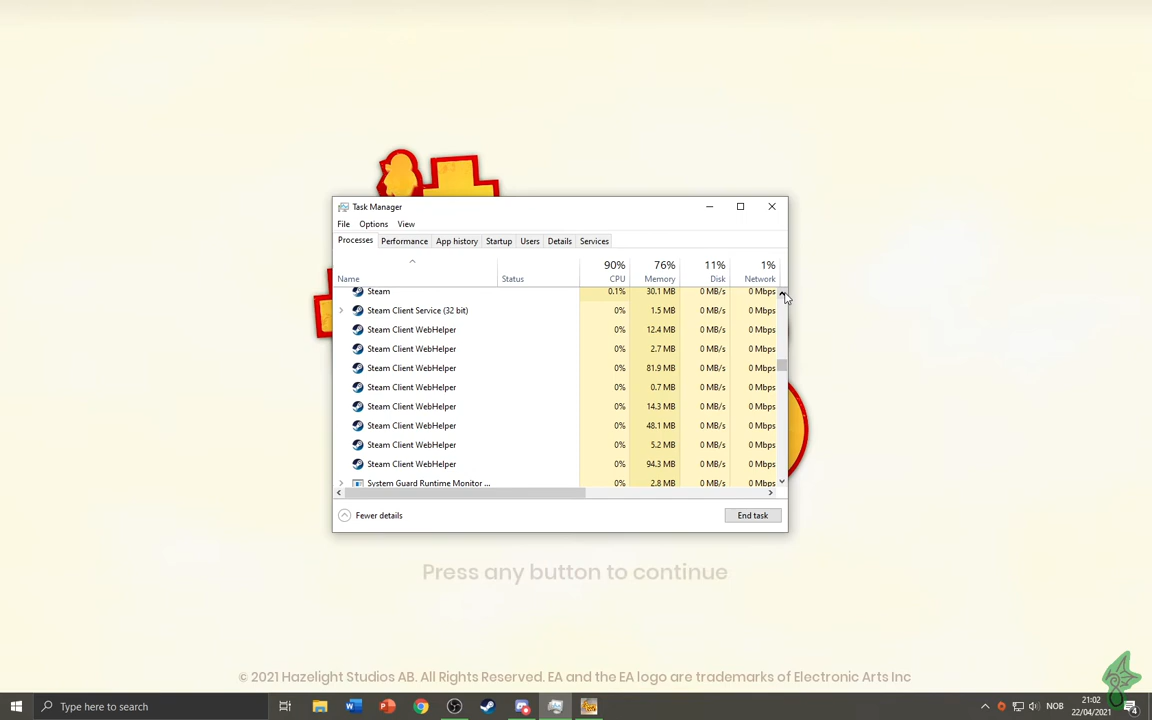 Task Manager
File Options View
Processes Performance App history Startup Users Details Services
90% 76% 11% 1%
Name Status CPU Memory Disk Network
Steam 0.1% 30.1 MB 0 MB/s 0 Mbps
Steam Client Service (32 bit) 0% 1.5 MB 0 MB/s 0 Mbps
Steam Client WebHelper 0% 12.4 MB 0 MB/s 0 Mbps
Steam Client WebHelper 0% 2.7 MB 0 MB/s 0 Mbps
Steam Client WebHelper 0% 81.9 MB 0 MB/s 0 Mbps
Steam Client WebHelper 0% 0.7 MB 0 MB/s 0 Mbps
Steam Client WebHelper 0% 14.3 MB 0 MB/s 0 Mbps
Steam Client WebHelper 0% 48.1 MB 0 MB/s 0 Mbps
Steam Client WebHelper 0% 5.2 MB 0 MB/s 0 Mbps
Steam Client WebHelper 0% 94.3 MB 0 MB/s 0 Mbps
System Guard Runtime Monitor ... 0% 2.8 MB 0 MB/s 0 Mbps
Fewer details End task
Press any button to continue
© 2021 Hazelight Studios AB. All Rights Reserved. EA and the EA logo are trademarks of Electronic Arts Inc
Type here to search NOB 21:02
22/04/2021 4